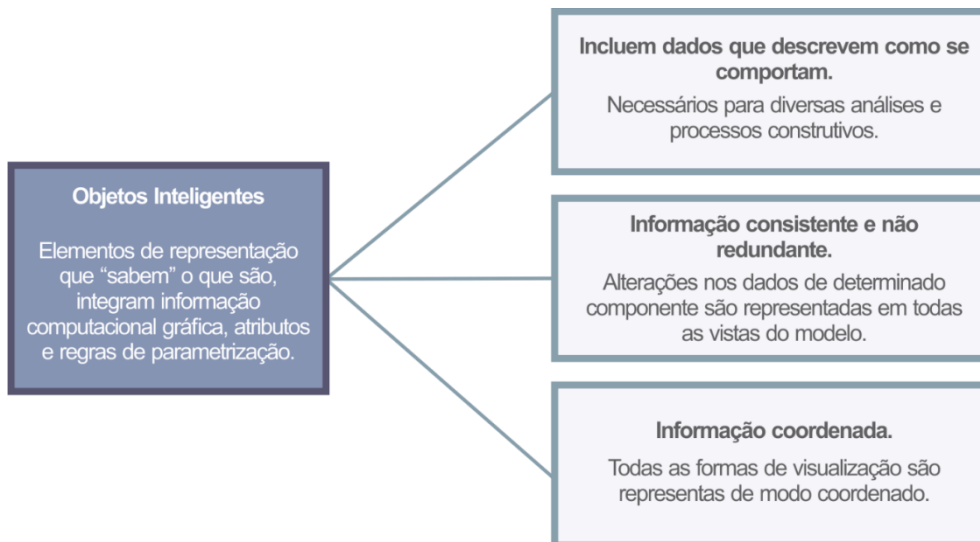 Objetos Inteligentes
Elementos de representação
que “sabem” o que são,
integram informação
computacional gráfica, atributos
e regras de parametrização.
Incluem dados que descrevem como se
comportam.
Necessários para diversas análises e
processos construtivos.
Informação consistente e não
redundante.
Alterações nos dados de determinado
componente são representadas em todas
as vistas do modelo.
Informação coordenada.
Todas as formas de visualização são
represntas de modo coordenado.